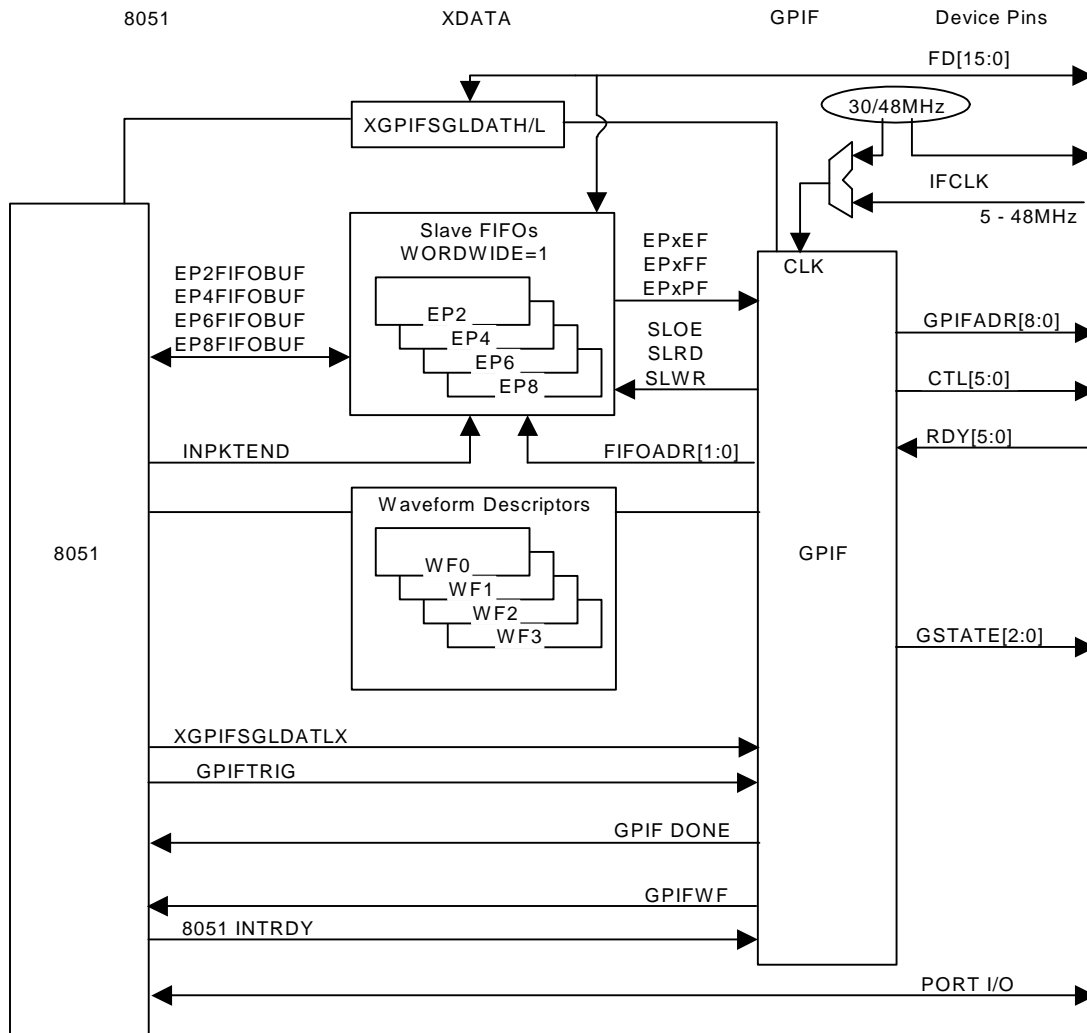 8051
XDATA
GPIF
Device Pins
FD[15:0]
XGPIFSGLDATH/L
30/48MHz
IFCLK
5 - 48MHz
Slave FIFOs
WORDWIDE=1
EP2
EP4
EP6
EP8
EP2FIFOBUF
EP4FIFOBUF
EP6FIFOBUF
EP8FIFOBUF
EPxEF
EPxFF
EPxPF
SLOE
SLRD
SLWR
CLK
GPIFADR[8:0]
CTL[5:0]
RDY[5:0]
INPKTEND
FIFOADR[1:0]
Waveform Descriptors
WF0
WF1
WF2
WF3
8051
GPIF
GSTATE[2:0]
XGPIFSGLDATLX
GPIFTRIG
GPIF DONE
GPIFWF
8051 INTRDY
PORT I/O